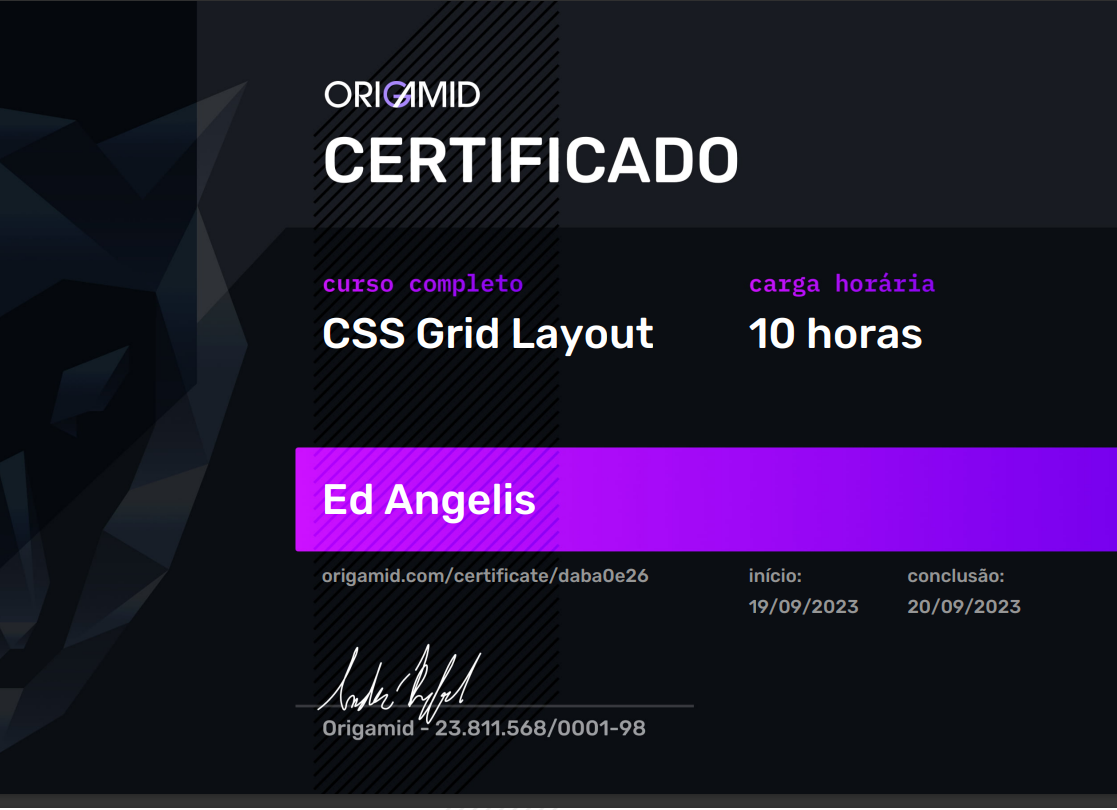 ORIGAMID
CERTIFICADO
curso completo
carga horária
CSS Grid Layout
10 horas
Ed Angelis
origamid.com/certificate/daba0e26
início:
conclusão:
19/09/2023
20/09/2023
Origamid - 23.811.568/0001-98